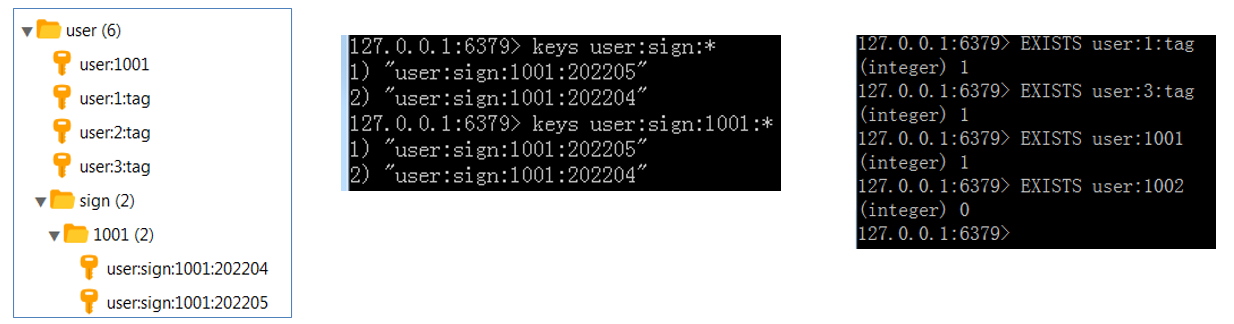 user (6)
user:1001
user:1:tag
user:2:tag
user:3:tag
sign (2)
1001 (2)
user:sign:1001:202204
user:sign:1001:202205
127.0.0.1:6379> keys user:sign:*
1) "user:sign:1001:202205"
2) "user:sign:1001:202204"
127.0.0.1:6379> keys user:sign:1001:*
1) "user:sign:1001:202205"
2) "user:sign:1001:202204"
127.0.0.1:6379> EXISTS user:1:tag
(integer) 1
127.0.0.1:6379> EXISTS user:3:tag
(integer) 1
127.0.0.1:6379> EXISTS user:1001
(integer) 1
127.0.0.1:6379> EXISTS user:1002
(integer) 0
127.0.0.1:6379>